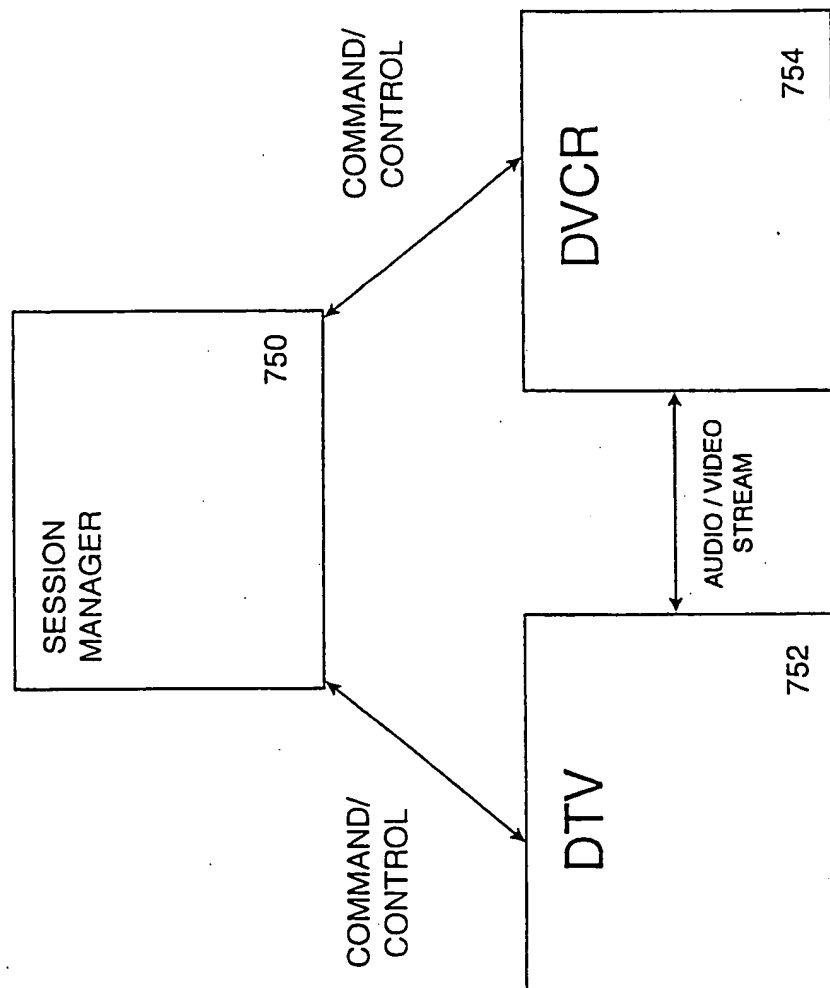 SESSION
MANAGER
750
COMMAND/
CONTROL
COMMAND/
CONTROL
DTV
752
AUDIO / VIDEO
STREAM
DVCR
754